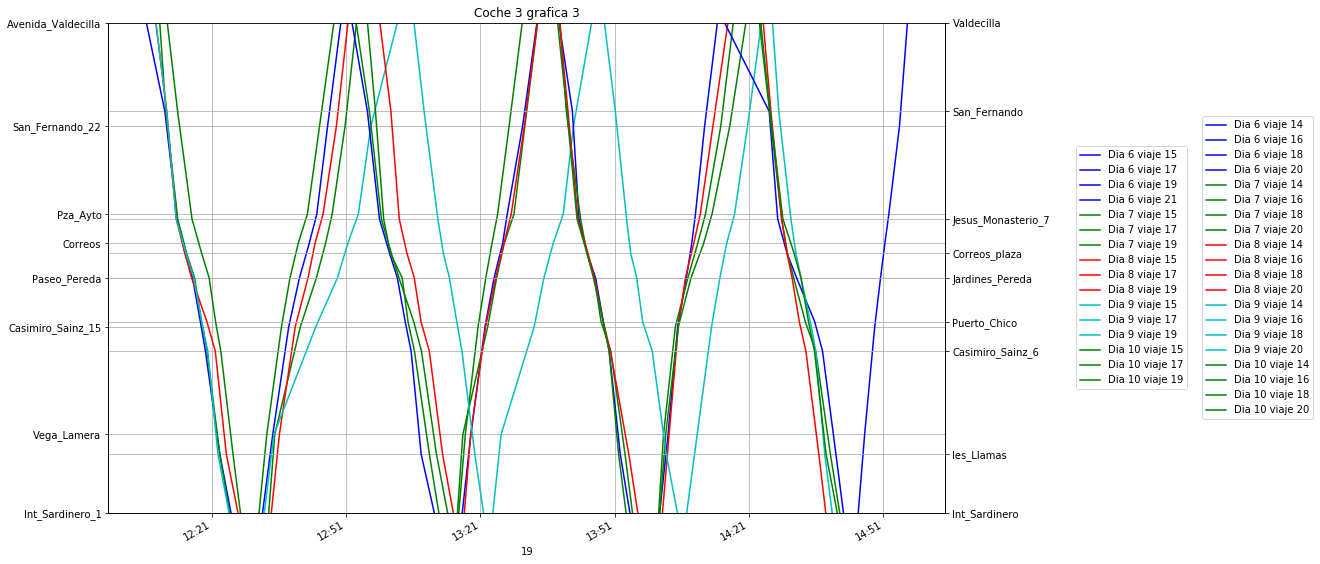 Coche 3 grafica 3
Avenida_Valdecilla
San_Fernando_22
Pza_Ayto
Correos
Paseo_Pereda
Casimiro_Sainz_15
Vega_Lamera
Int_Sardinero_1
Valdecilla
San_Fernando
Jesus_Monasterio_7
Correos_plaza
Jardines_Pereda
Puerto_Chico
Casimiro_Sainz_6
Ies_Llamas
Int_Sardinero
12:21
12:51
13:21
13:51
14:21
14:51
19
Dia 6 viaje 15
Dia 6 viaje 17
Dia 6 viaje 19
Dia 6 viaje 21
Dia 7 viaje 15
Dia 7 viaje 17
Dia 7 viaje 19
Dia 8 viaje 15
Dia 8 viaje 17
Dia 8 viaje 19
Dia 9 viaje 15
Dia 9 viaje 17
Dia 9 viaje 19
Dia 10 viaje 15
Dia 10 viaje 17
Dia 10 viaje 19
Dia 6 viaje 14
Dia 6 viaje 16
Dia 6 viaje 18
Dia 6 viaje 20
Dia 7 viaje 14
Dia 7 viaje 16
Dia 7 viaje 18
Dia 7 viaje 20
Dia 8 viaje 14
Dia 8 viaje 16
Dia 8 viaje 18
Dia 8 viaje 20
Dia 9 viaje 14
Dia 9 viaje 16
Dia 9 viaje 18
Dia 9 viaje 20
Dia 10 viaje 14
Dia 10 viaje 16
Dia 10 viaje 18
Dia 10 viaje 20